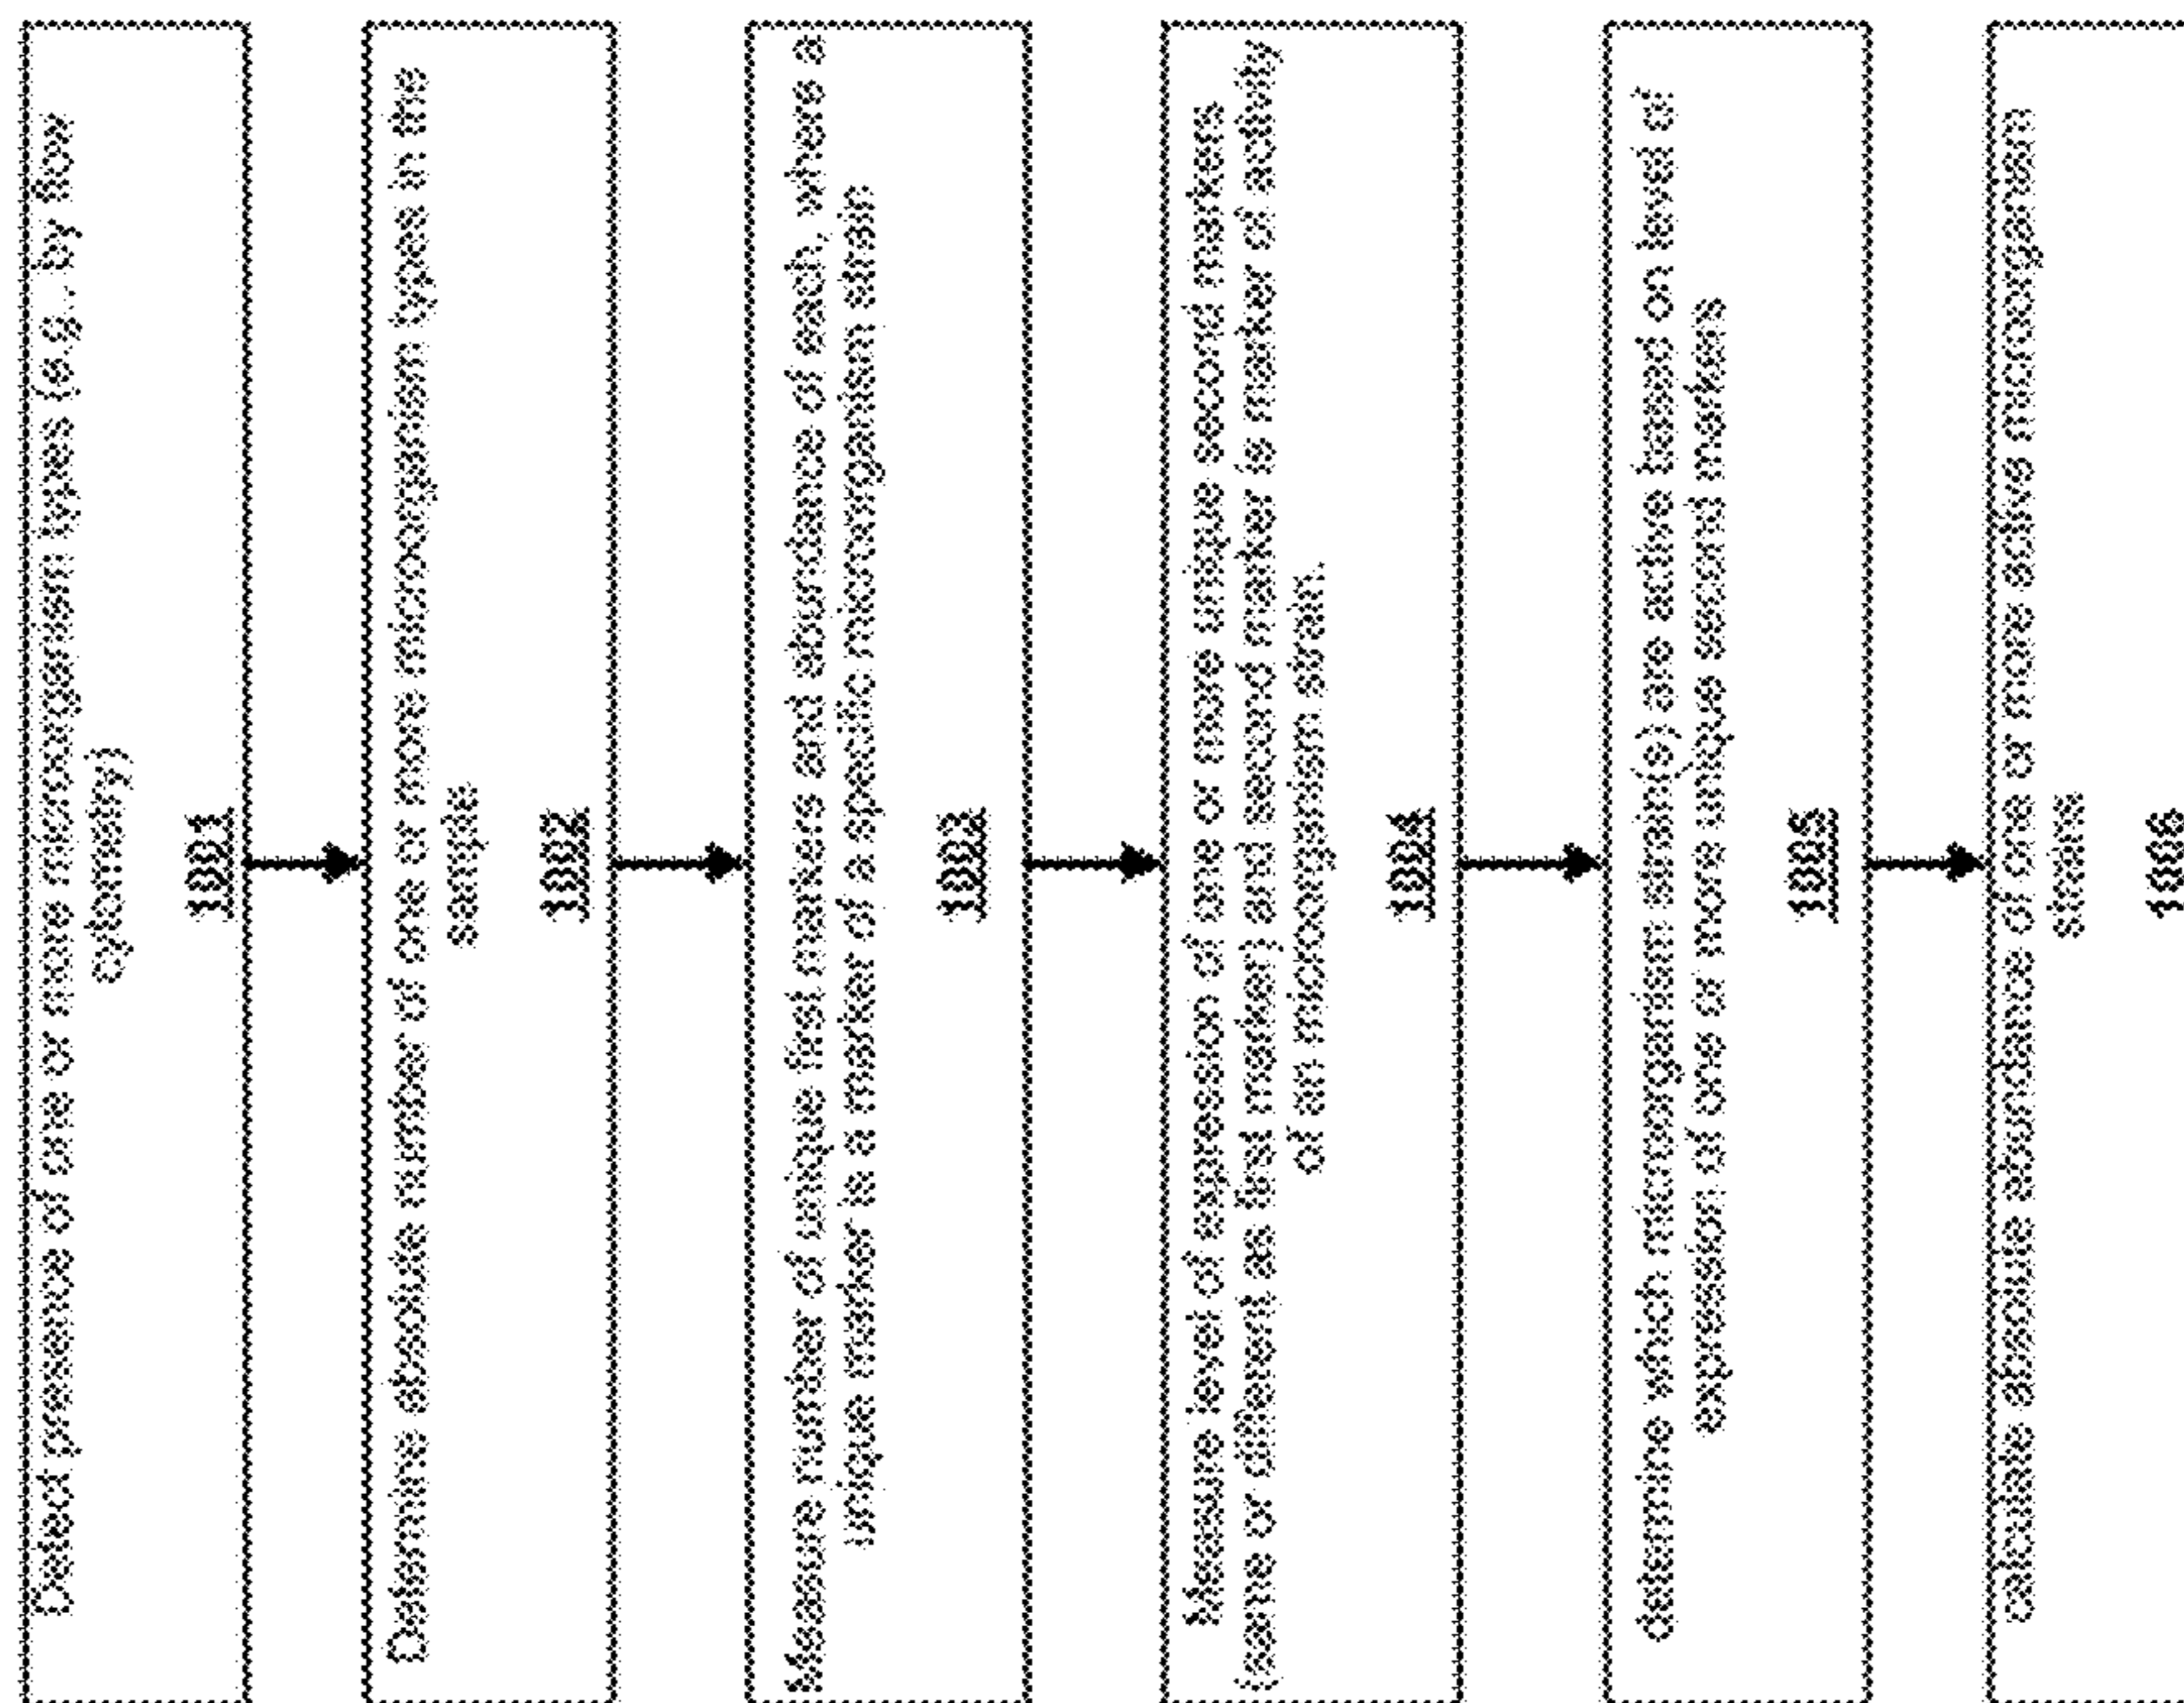 Detect presence of one or more microorganism types (e.g., by flow
cytometry)
1001
Determine absolute number of one or more microorganism types in the
sample
1002
Measure number of unique first makers and abundance of each, where a
unique marker is a marker of a specific microorganism strain
1003
Measure level of expression of one or more unique second makers
(same or different as first maker) and second marker is marker of activity
of an microorganism strain.
1004
determine which microorganism strain(e) are active based on level of
expression of one or more unique second makers
1005
calculate absolute abundance of one or more active microorganism
strains
1006